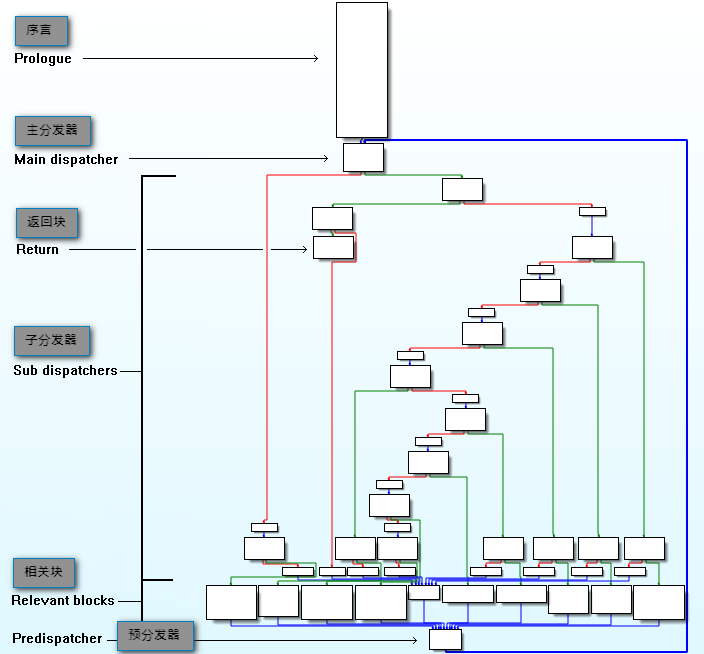 序言
Prologue
主分发器
Main dispatcher
返回块
Return
子分发器
Sub dispatchers
相关块
Relevant blocks
预分发器
Predispatcher